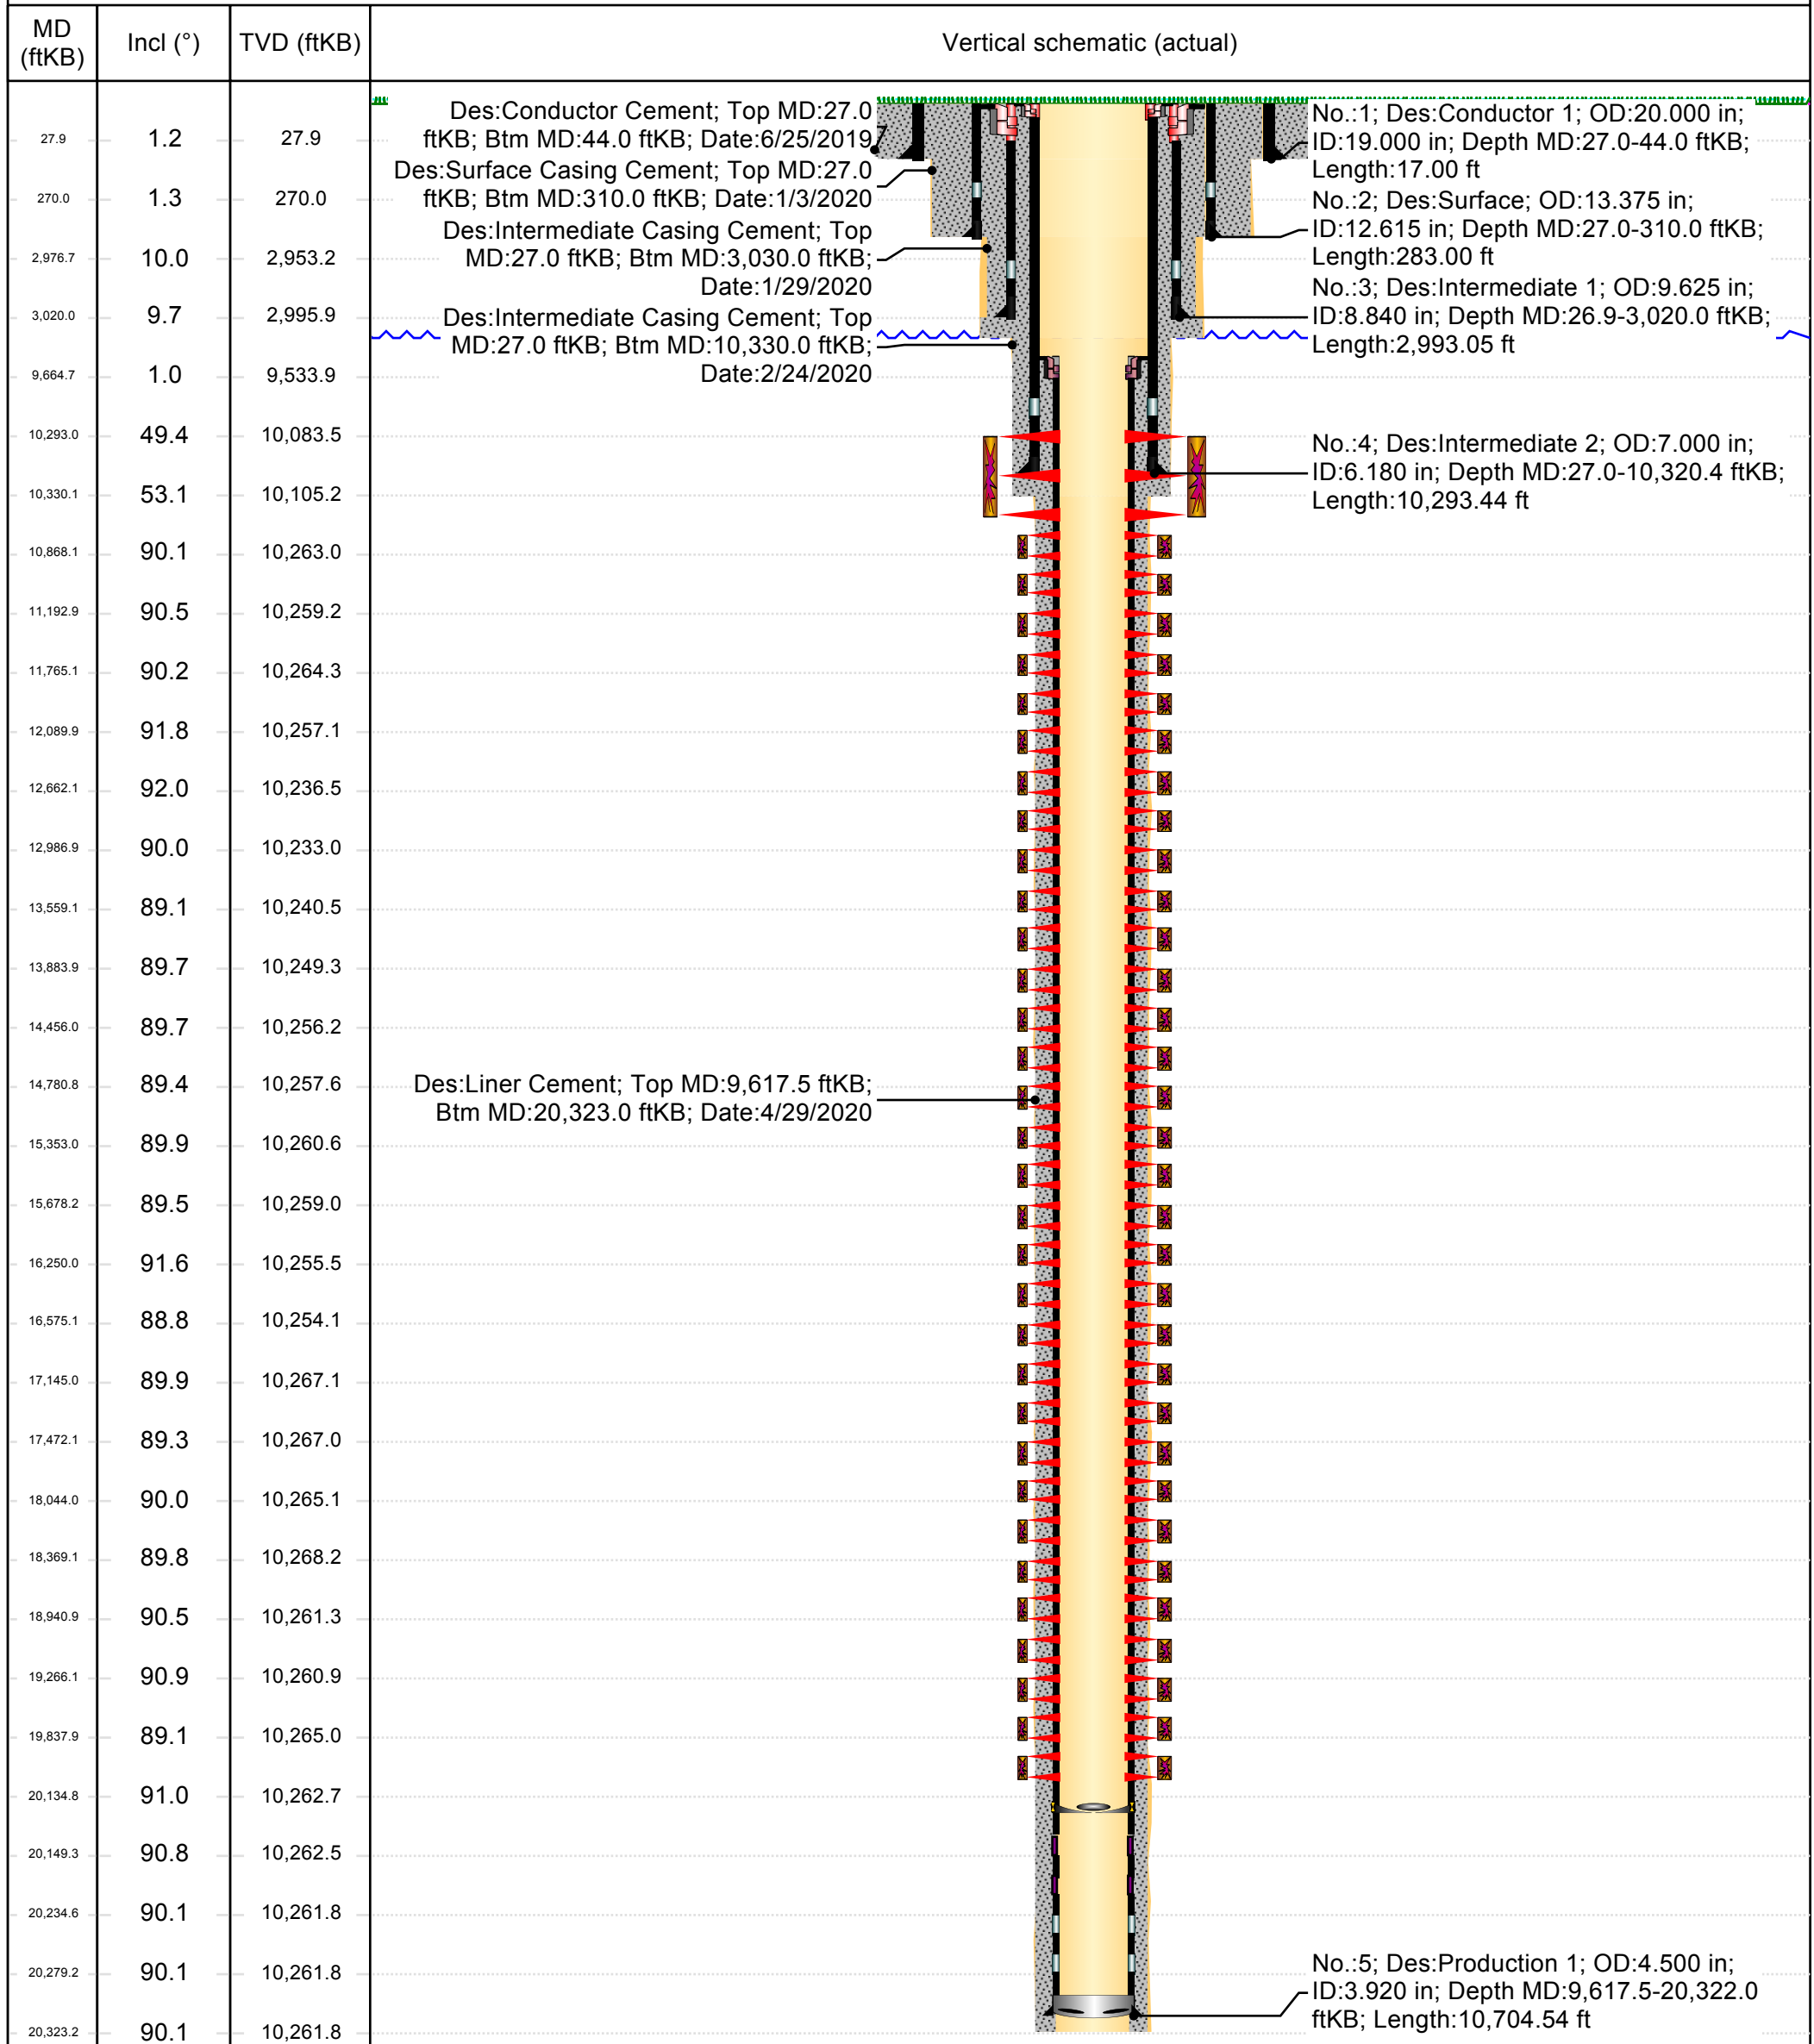 MD
(ftKB)
Incl (°)
TVD (ftKB)
Vertical schematic (actual)
27.9 1.2 27.9
270.0 1.3 270.0
2,976.7 10.0 2,953.2
3,020.0 9.7 2,995.9
9,664.7 1.0 9,533.9
10,293.0 49.4 10,083.5
10,330.1 53.1 10,105.2
10,868.1 90.1 10,263.0
11,192.9 90.5 10,259.2
11,765.1 90.2 10,264.3
12,089.9 91.8 10,257.1
12,662.1 92.0 10,236.5
12,986.9 90.0 10,233.0
13,559.1 89.1 10,240.5
13,883.9 89.7 10,249.3
14,456.0 89.7 10,256.2
14,780.8 89.4 10,257.6
15,353.0 89.9 10,260.6
15,678.2 89.5 10,259.0
16,250.0 91.6 10,255.5
16,575.1 88.8 10,254.1
17,145.0 89.9 10,267.1
17,472.1 89.3 10,267.0
18,044.0 90.0 10,265.1
18,369.1 89.8 10,268.2
18,940.9 90.5 10,261.3
19,266.1 90.9 10,260.9
19,837.9 89.1 10,265.0
20,134.8 91.0 10,262.7
20,149.3 90.8 10,262.5
20,234.6 90.1 10,261.8
20,279.2 90.1 10,261.8
20,323.2 90.1 10,261.8
Des:Conductor Cement; Top MD:27.0
ftKB; Btm MD:44.0 ftKB; Date:6/25/2019
Des:Surface Casing Cement; Top MD:27.0
ftKB; Btm MD:310.0 ftKB; Date:1/3/2020
Des:Intermediate Casing Cement; Top
MD:27.0 ftKB; Btm MD:3,030.0 ftKB;
Date:1/29/2020
Des:Intermediate Casing Cement; Top
MD:27.0 ftKB; Btm MD:10,330.0 ftKB;
Date:2/24/2020
Des:Liner Cement; Top MD:9,617.5 ftKB;
Btm MD:20,323.0 ftKB; Date:4/29/2020
No.:1; Des:Conductor 1; OD:20.000 in;
ID:19.000 in; Depth MD:27.0-44.0 ftKB;
Length:17.00 ft
No.:2; Des:Surface; OD:13.375 in;
ID:12.615 in; Depth MD:27.0-310.0 ftKB;
Length:283.00 ft
No.:3; Des:Intermediate 1; OD:9.625 in;
ID:8.840 in; Depth MD:26.9-3,020.0 ftKB;
Length:2,993.05 ft
No.:4; Des:Intermediate 2; OD:7.000 in;
ID:6.180 in; Depth MD:27.0-10,320.4 ftKB;
Length:10,293.44 ft
No.:5; Des:Production 1; OD:4.500 in;
ID:3.920 in; Depth MD:9,617.5-20,322.0
ftKB; Length:10,704.54 ft